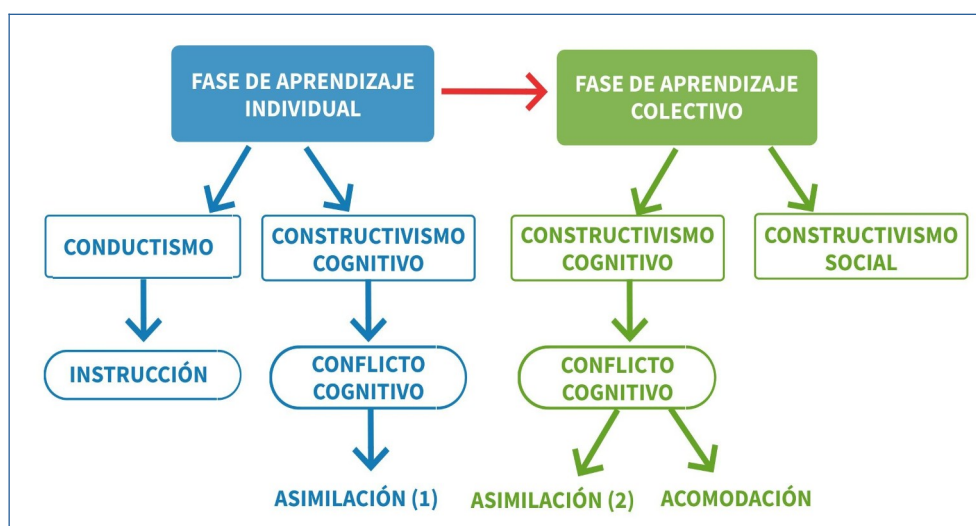 FASE DE APRENDIZAJE
INDIVIDUAL
FASE DE APRENDIZAJE
COLECTIVO
CONDUCTISMO
CONSTRUCTIVISMO
COGNITIVO
CONSTRUCTIVISMO
COGNITIVO
CONSTRUCTIVISMO
SOCIAL
INSTRUCCIÓN
CONFLICTO
COGNITIVO
CONFLICTO
COGNITIVO
ASIMILACIÓN (1)
ASIMILACIÓN (2)
ACOMODACIÓN